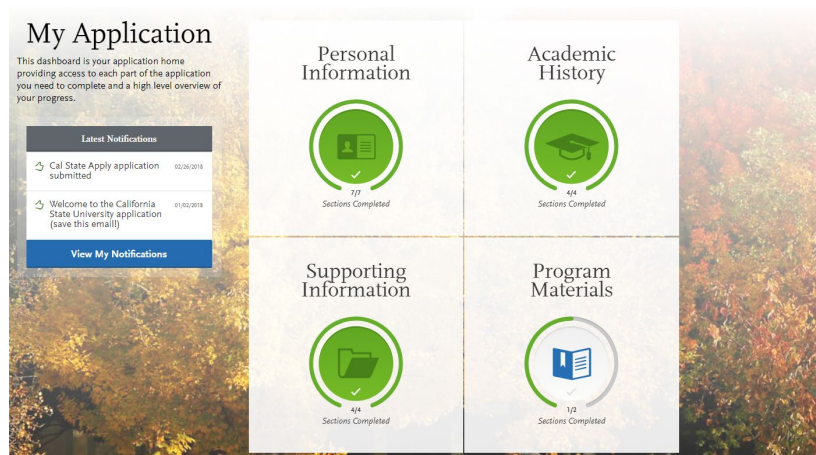 My Application
This dashboard is your application home
providing access to each part of the application
you need to complete and a high level overview of
your progress.
Latest Notifications
Cal State Apply application
submitted
02/26/2018
Welcome to the California
State University application
(save this email!)
01/02/2018
View My Notifications
Personal
Information
7/7
Sections Completed
Academic
History
4/4
Sections Completed
Supporting
Information
4/4
Sections Completed
Program
Materials
1/2
Sections Completed